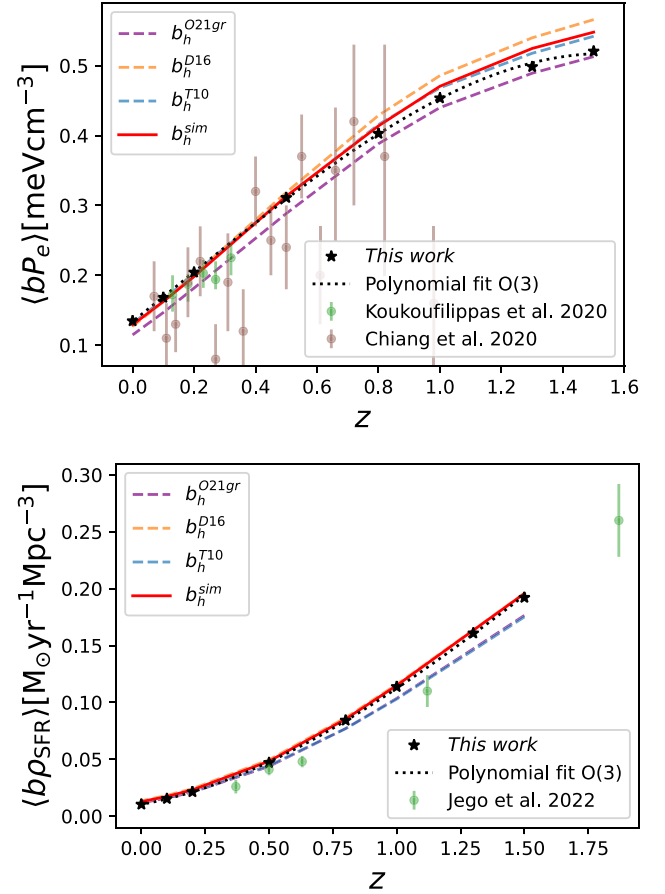 ⟨bP_e⟩[meVcm^{-3}]
0.5
0.4
0.3
0.2
0.1
b_h^{O21gr}
b_h^{D16}
b_h^{T10}
b_h^{sim}
This work
Polynomial fit O(3)
Koukoufilippas et al. 2020
Chiang et al. 2020
0.0 0.2 0.4 0.6 0.8 1.0 1.2 1.4 1.6
z
⟨bρ_{SFR}⟩[M_⊙yr^{-1}Mpc^{-3}]
0.30
0.25
0.20
0.15
0.10
0.05
0.00
b_h^{O21gr}
b_h^{D16}
b_h^{T10}
b_h^{sim}
This work
Polynomial fit O(3)
Jego et al. 2022
0.00 0.25 0.50 0.75 1.00 1.25 1.50 1.75
z